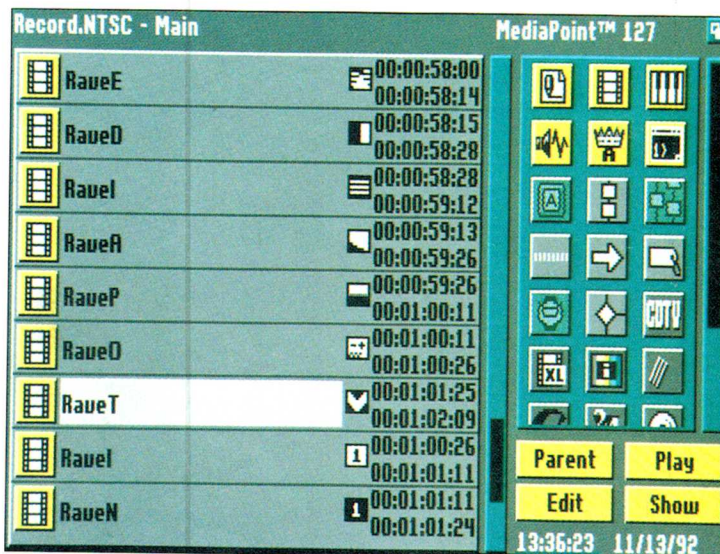 Record.NTSC - Main
MediaPoint™ 127
RaveE
00:00:58:00
00:00:58:14
RaveD
00:00:58:15
00:00:58:28
RaveI
00:00:58:28
00:00:59:12
RaveA
00:00:59:13
00:00:59:26
RaveP
00:00:59:26
00:01:00:11
RaveO
00:01:00:11
00:01:00:26
RaveT
00:01:01:25
00:01:02:09
RaveI
1
00:01:00:26
00:01:01:11
RaveN
1
00:01:01:11
00:01:01:24
A
A
CDTV
XL
Parent
Play
Edit
Show
13:36:23 11/13/92